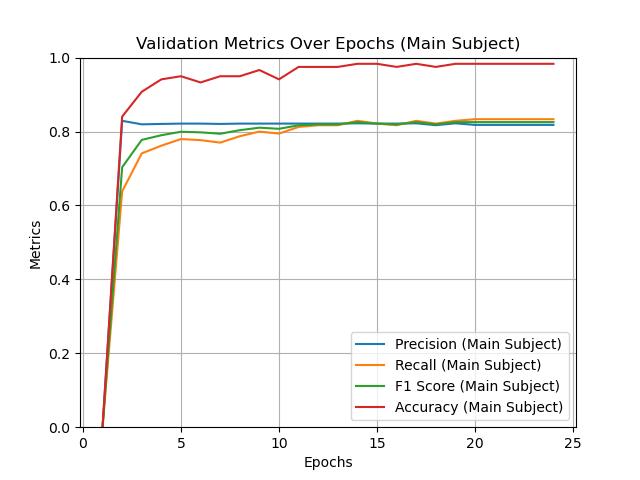 Validation Metrics Over Epochs (Main Subject)
Metrics
1.0
0.8
0.6
0.4
0.2
0.0
Precision (Main Subject)
Recall (Main Subject)
F1 Score (Main Subject)
Accuracy (Main Subject)
0 5 10 15 20 25
Epochs